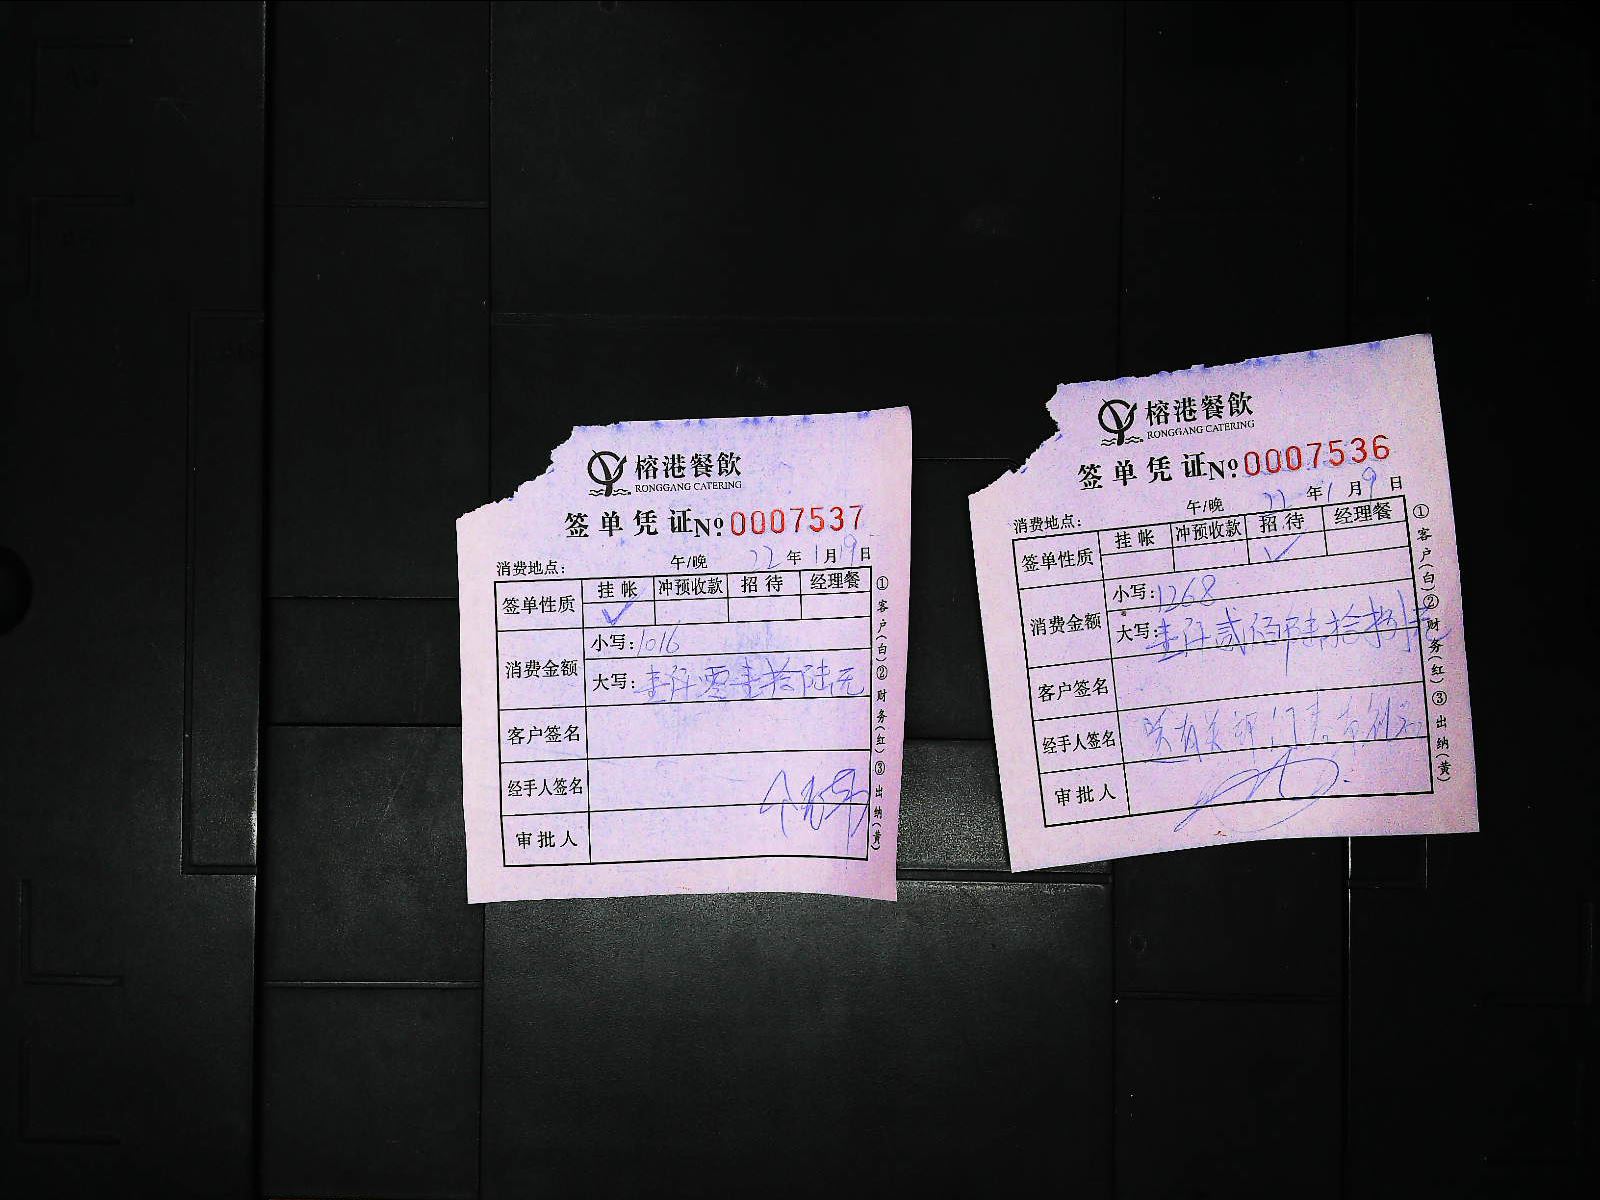 榕港餐飲
RONGGANG CATERING
签单凭证№0007537
消费地点: 午/晚 22年1月19日
签单性质 挂帐 冲预收款 招待 经理餐
✓
消费金额 小写:1016
大写:壹仟零壹拾陆元
客户签名
经手人签名
审批人
①客户(白)②财务(红)③出纳(黄)
榕港餐飲
RONGGANG CATERING
签单凭证№0007536
消费地点: 午/晚 22年1月9日
签单性质 挂帐 冲预收款 招待 经理餐
✓
消费金额 小写:1268
大写:壹仟贰佰陆拾捌元
客户签名
经手人签名
审批人
①客户(白)②财务(红)③出纳(黄)